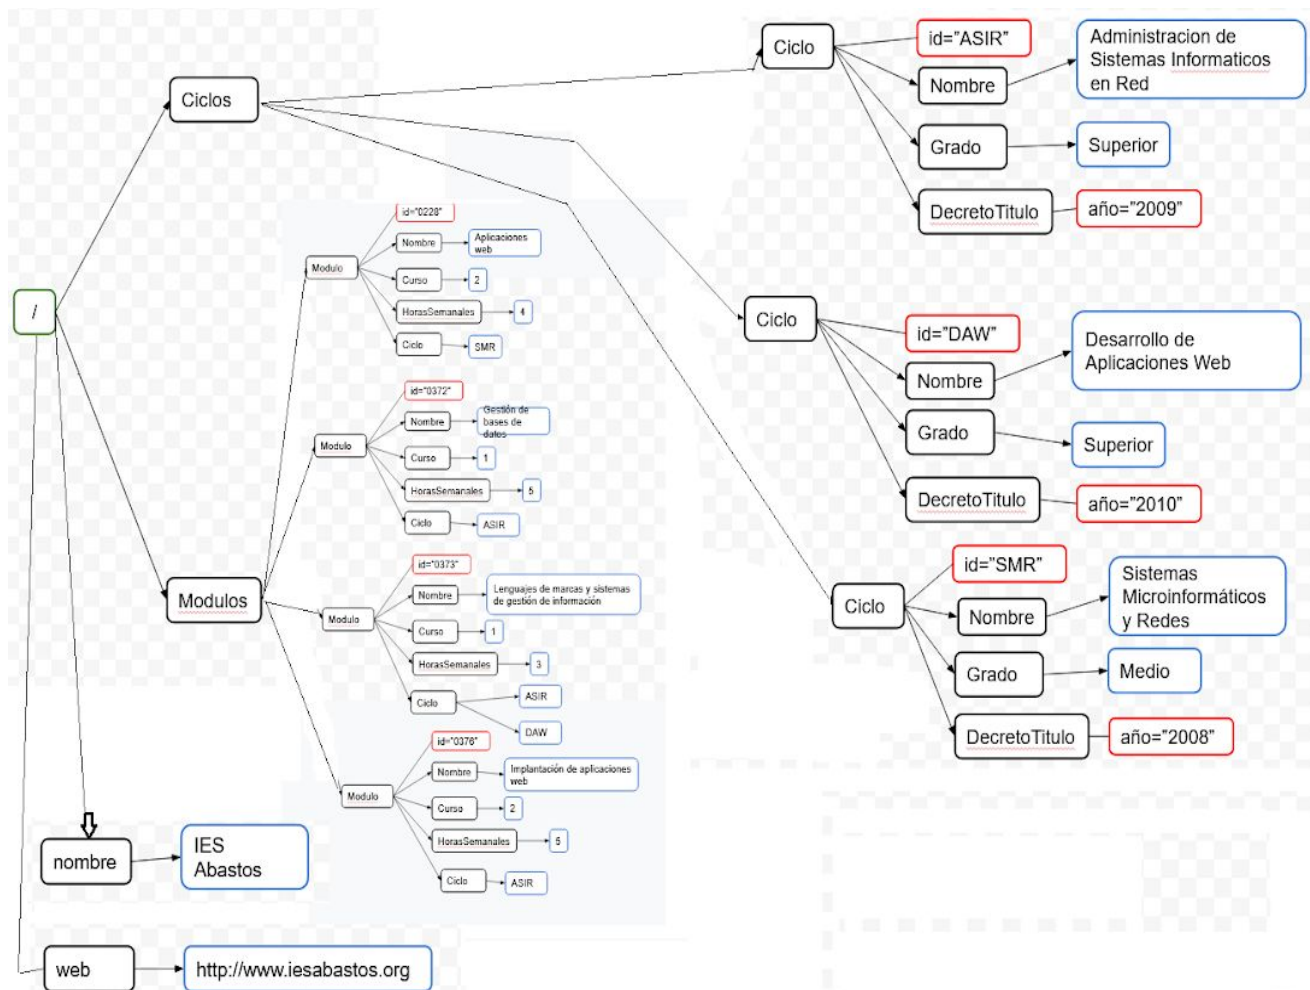 /
Ciclos
Ciclo
id="ASIR"
Nombre
Administracion de
Sistemas Informaticos
en Red
Grado
Superior
DecretoTitulo
año="2009"
Ciclo
id="DAW"
Nombre
Desarrollo de
Aplicaciones Web
Grado
Superior
DecretoTitulo
año="2010"
Ciclo
id="SMR"
Nombre
Sistemas
Microinformáticos
y Redes
Grado
Medio
DecretoTitulo
año="2008"
Modulos
Modulo
id="0228"
Nombre
Aplicaciones
web
Curso
2
HorasSemanales
4
Ciclo
SMR
Modulo
id="0372"
Nombre
Gestión de
bases de
datos
Curso
1
HorasSemanales
5
Ciclo
ASIR
Modulo
id="0373"
Nombre
Lenguajes de marcas y sistemas
de gestión de información
Curso
1
HorasSemanales
3
Ciclo
ASIR
DAW
Modulo
id="0376"
Nombre
Implantación de aplicaciones
web
Curso
2
HorasSemanales
5
Ciclo
ASIR
nombre
IES
Abastos
web
http://www.iesabastos.org